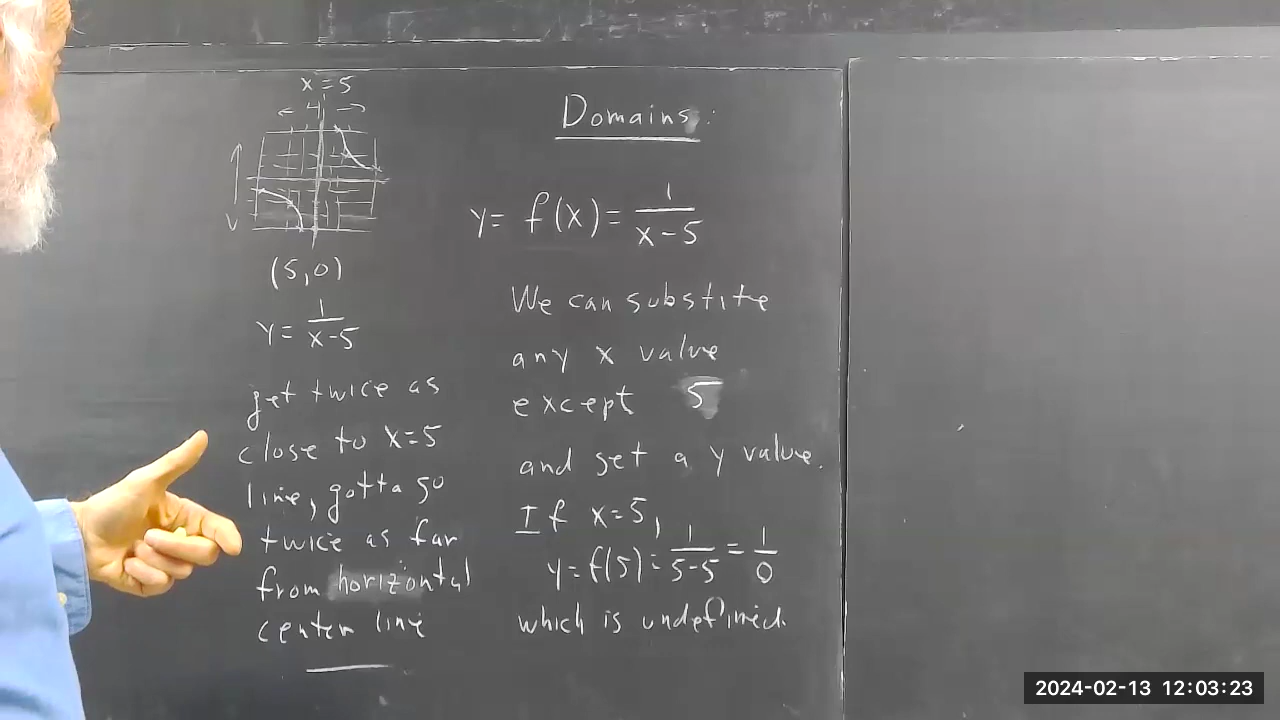 x = 5
(5,0)
y = 1/(x-5)
get twice as
close to x=5
line, gotta go
twice as far
from horizontal
center line
Domains:
y = f(x) = 1/(x-5)
We can substite
any x value
except 5
and get a y value.
If x=5,
y=f(5) = 1/(5-5) = 1/0
which is undefined.
2024-02-13 12:03:23